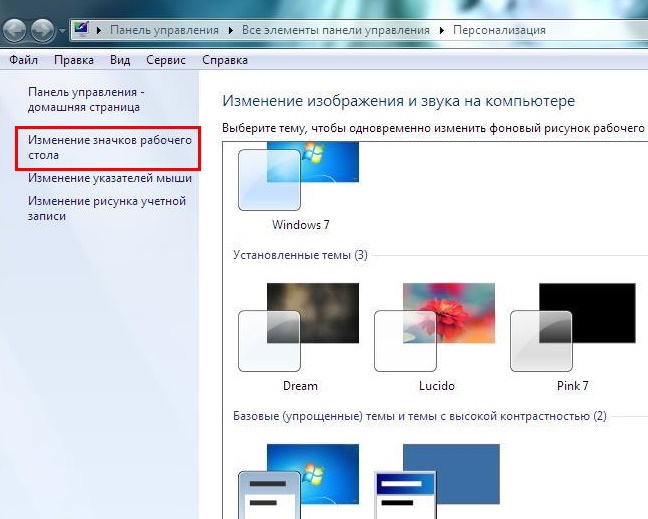 Панель управления
Все элементы панели управления
Персонализация
Файл Правка Вид Сервис Справка
Панель управления -
домашняя страница
Изменение значков рабочего
стола
Изменение указателей мыши
Изменение рисунка учетной
записи
Изменение изображения и звука на компьютере
Выберите тему, чтобы одновременно изменить фоновый рисунок рабочего
Windows 7
Установленные темы (3)
Dream
Lucido
Pink 7
Базовые (упрощенные) темы и темы с высокой контрастностью (2)